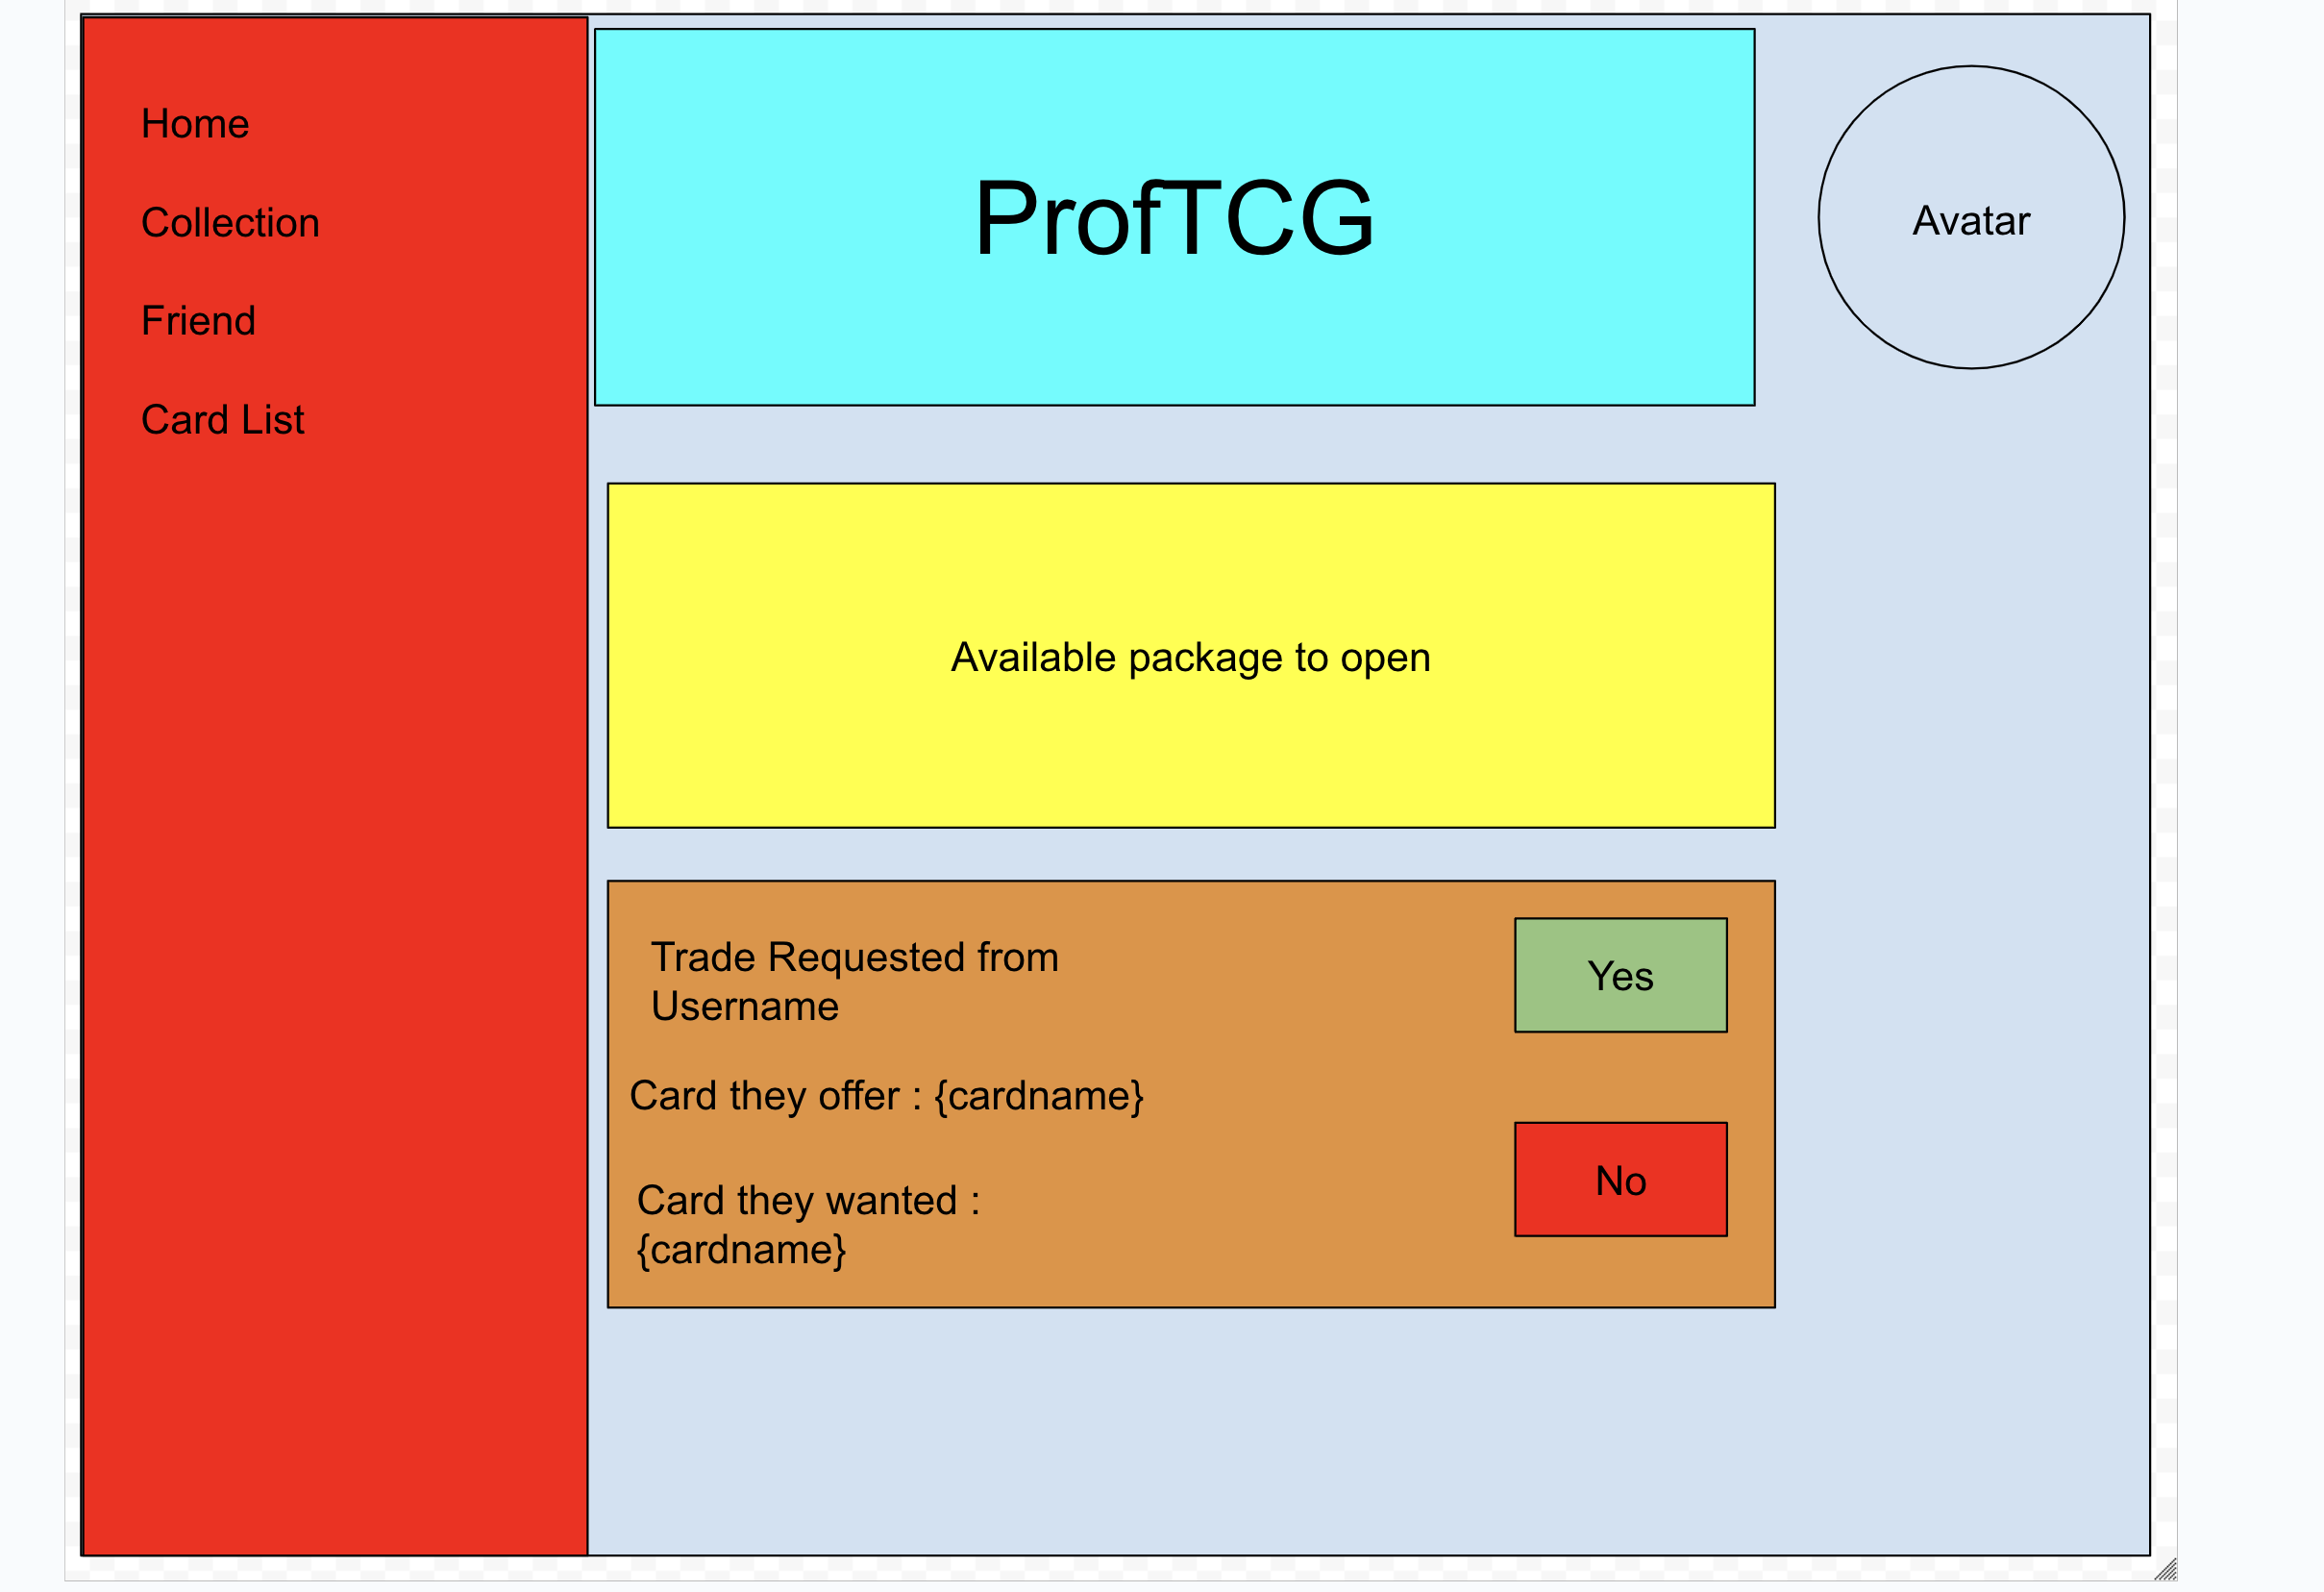 Home
Collection
Friend
Card List
ProfTCG
Avatar
Available package to open
Trade Requested from
Username
Yes
Card they offer : {cardname}
No
Card they wanted :
{cardname}